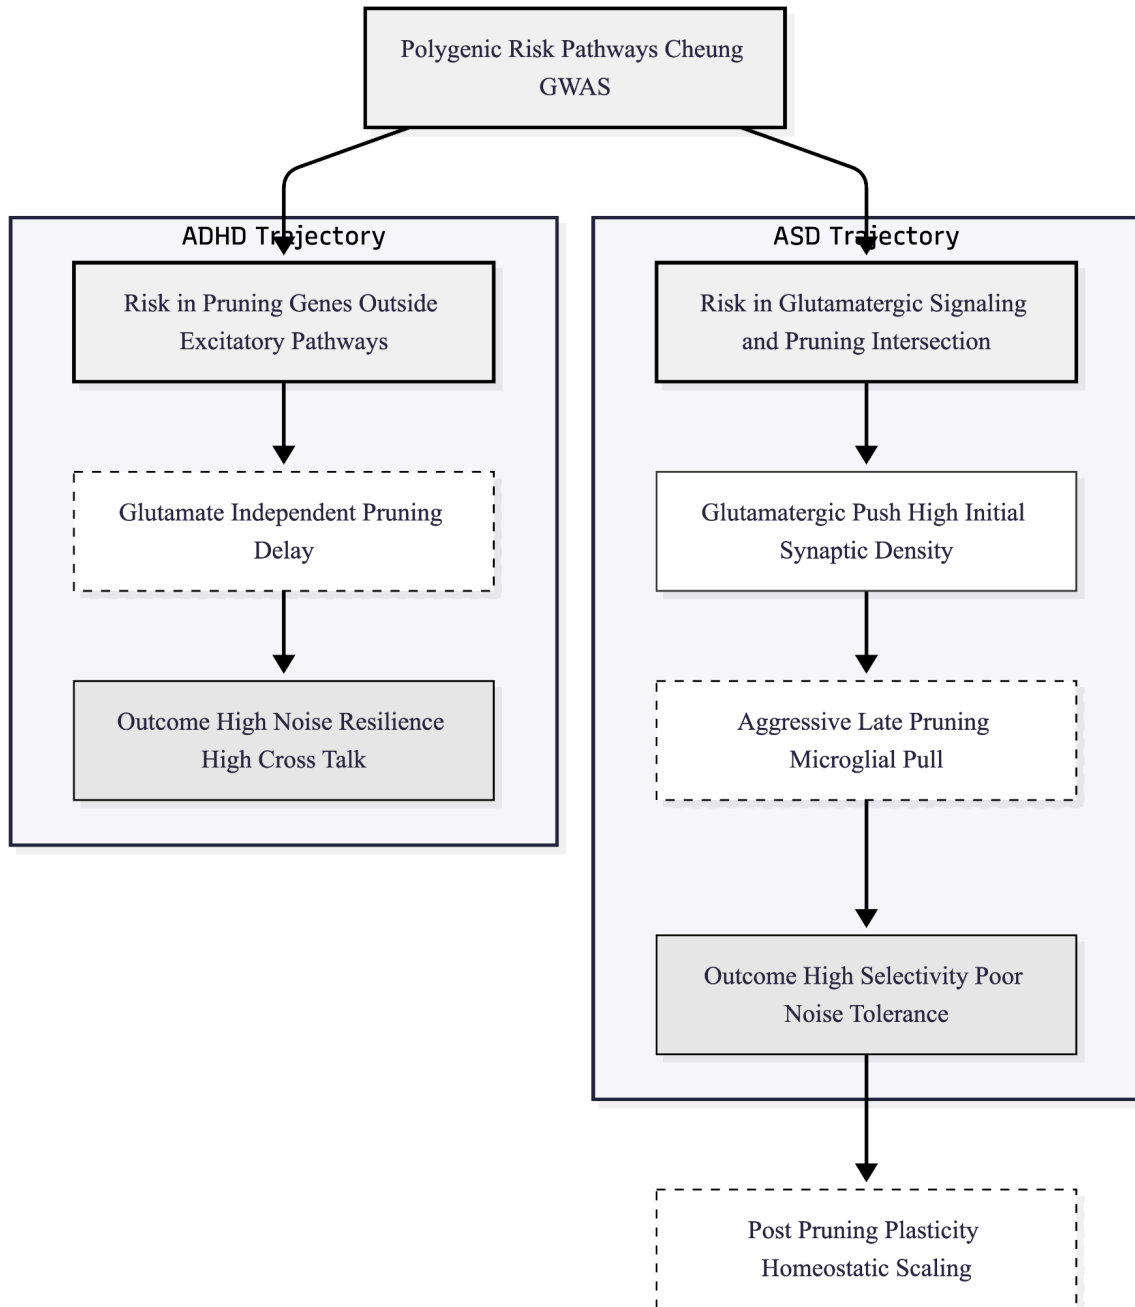 Polygenic Risk Pathways Cheung
GWAS
ADHD Trajectory
Risk in Pruning Genes Outside
Excitatory Pathways
Glutamate Independent Pruning
Delay
Outcome High Noise Resilience
High Cross Talk
ASD Trajectory
Risk in Glutamatergic Signaling
and Pruning Intersection
Glutamatergic Push High Initial
Synaptic Density
Aggressive Late Pruning
Microglial Pull
Outcome High Selectivity Poor
Noise Tolerance
Post Pruning Plasticity
Homeostatic Scaling